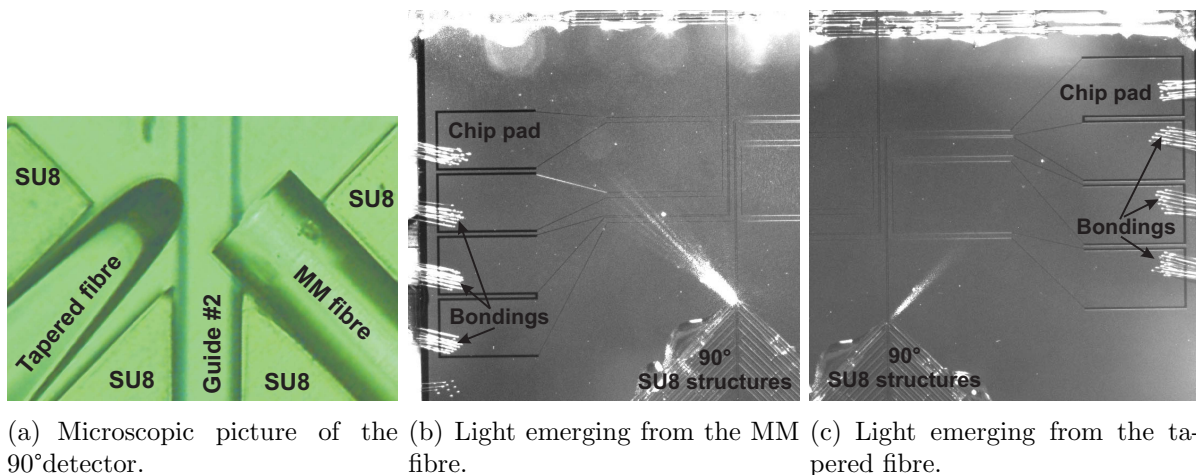 SU8
SU8
Tapered fibre
MM fibre
SU8
Guide #2
SU8
Chip pad
Bondings
90°
SU8 structures
Chip pad
Bondings
90°
SU8 structures
(a) Microscopic picture of the
90°detector.
(b) Light emerging from the MM
fibre.
(c) Light emerging from the ta-
pered fibre.